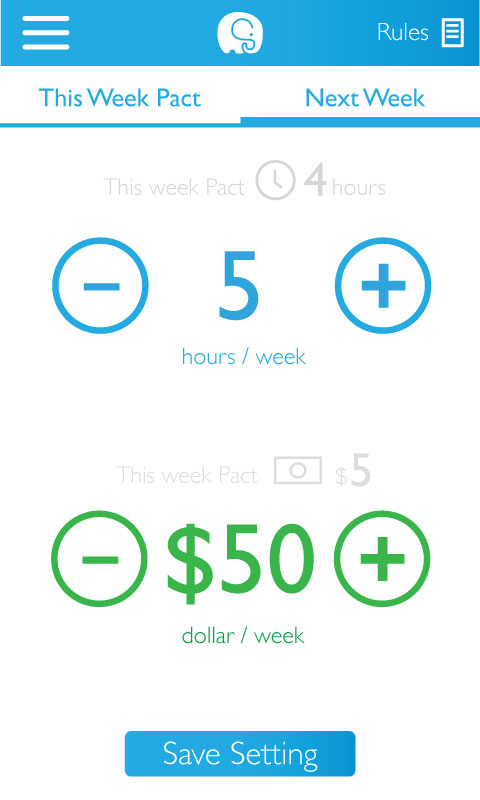 Rules
This Week Pact
Next Week
This week Pact 4 hours
5
hours / week
This week Pact $5
$50
dollar / week
Save Setting